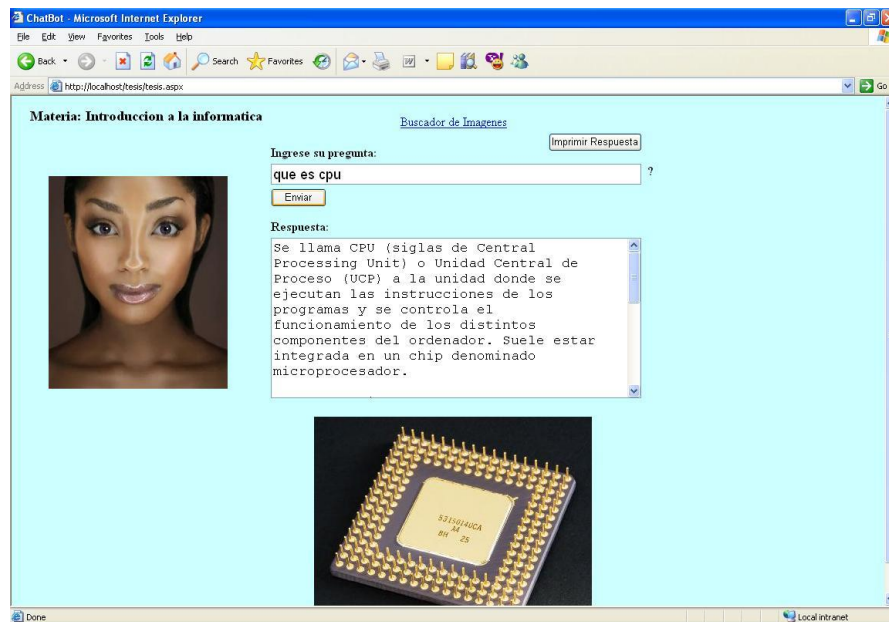 ChatBot - Microsoft Internet Explorer
File Edit View Favorites Tools Help
Back Search Favorites
Address http://localhost/tesis/tesis.aspx Go
Materia: Introduccion a la informatica
Buscador de Imagenes
Imprimir Respuesta
Ingrese su pregunta:
que es cpu ?
Enviar
Respuesta:
Se llama CPU (siglas de Central
Processing Unit) o Unidad Central de
Proceso (UCP) a la unidad donde se
ejecutan las instrucciones de los
programas y se controla el
funcionamiento de los distintos
componentes del ordenador. Suele estar
integrada en un chip denominado
microprocesador.
A4
BH 25
Done Local intranet